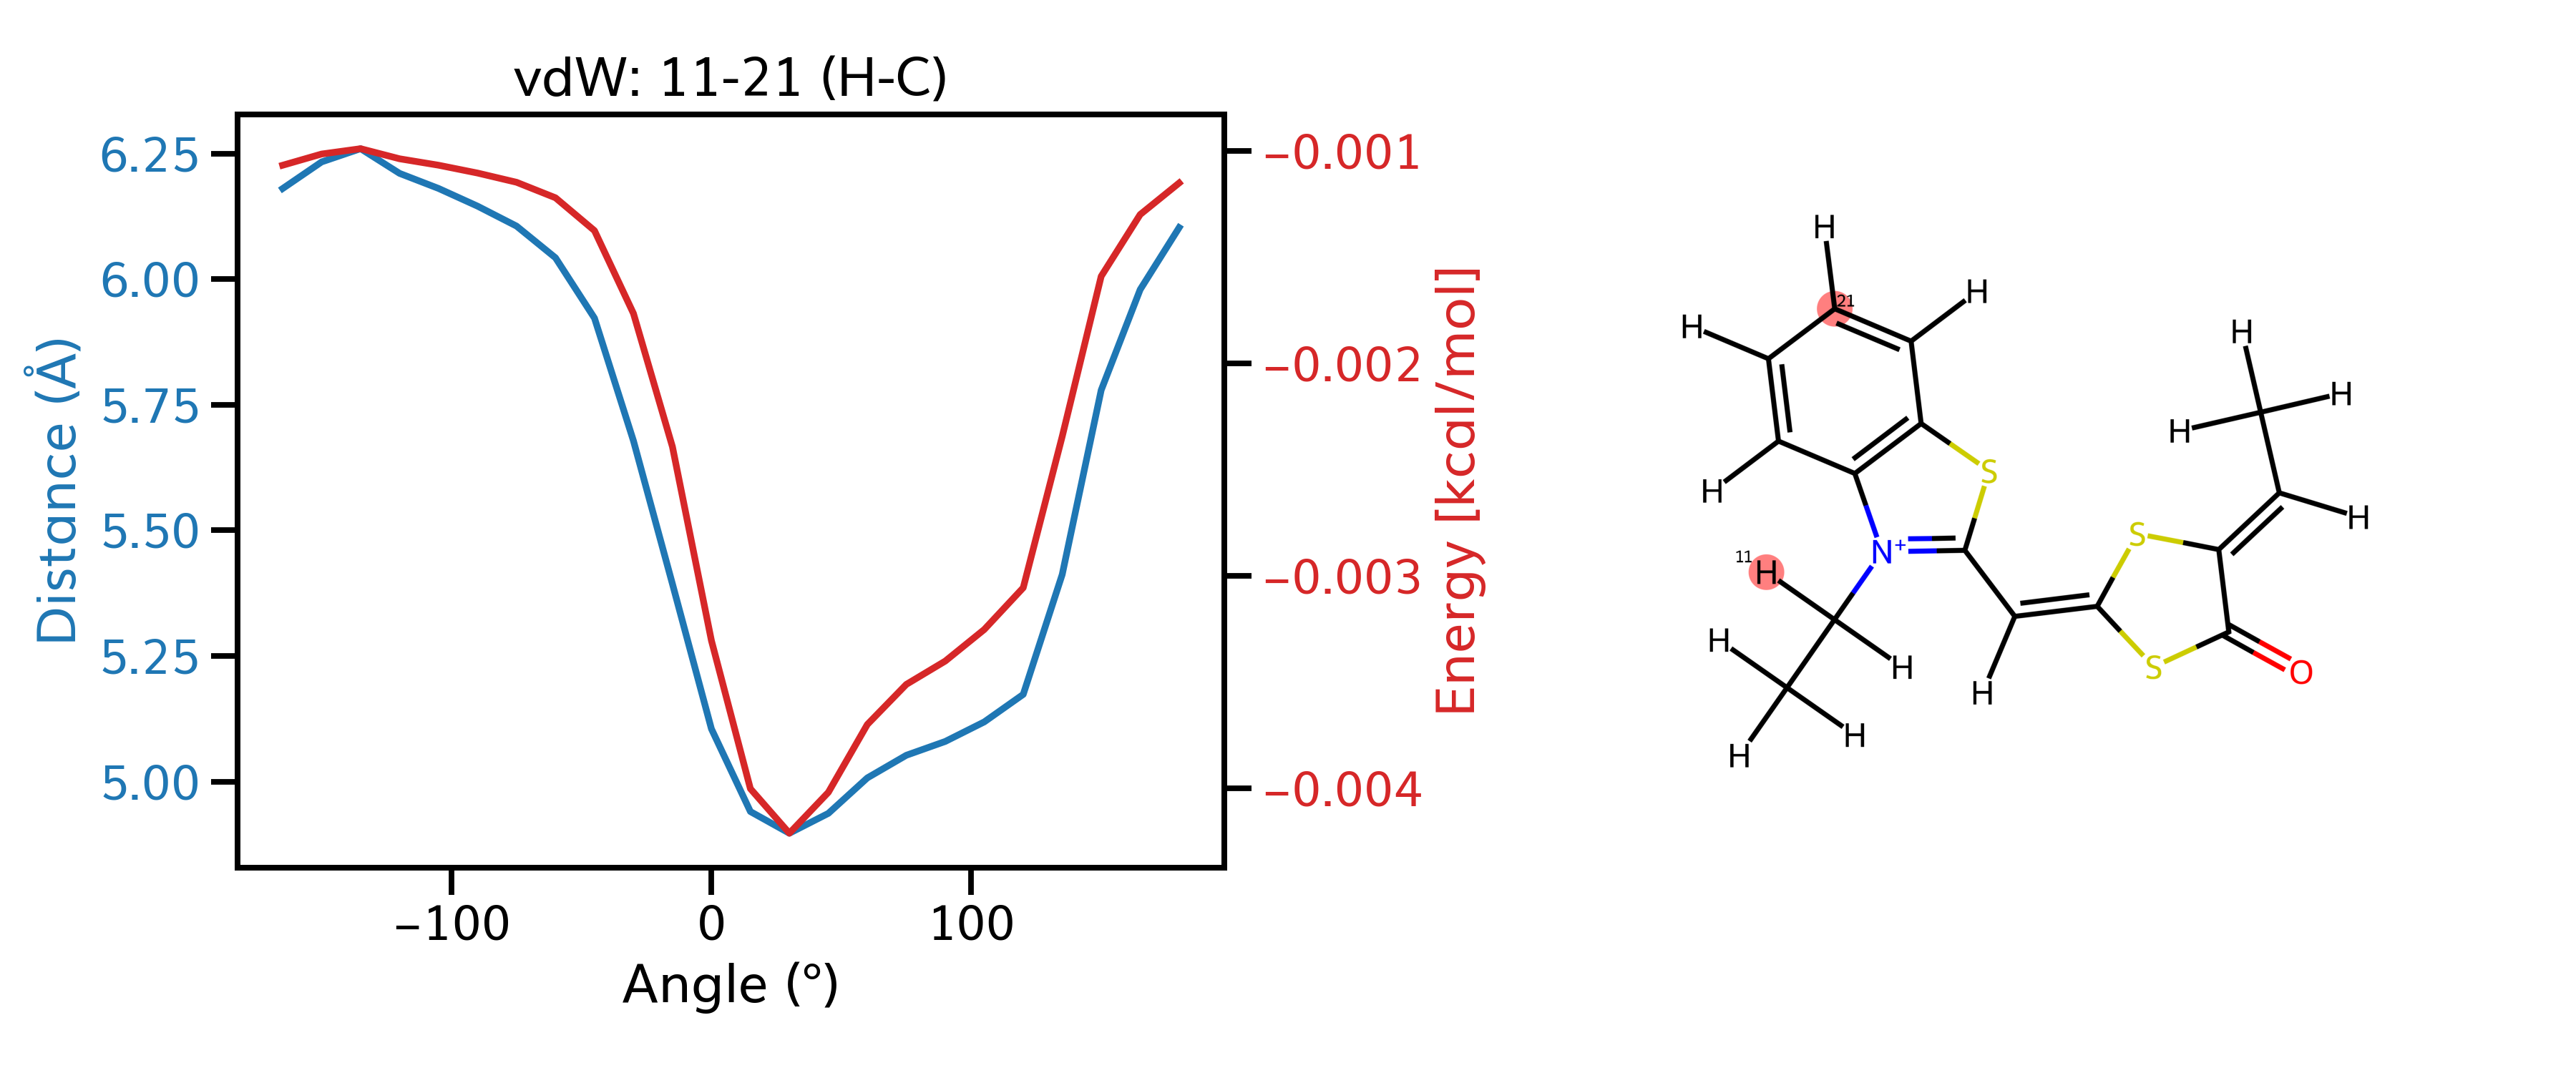 vdW: 11-21 (H-C)
6.25
6.00
5.75
5.50
5.25
5.00
Distance (Å)
−0.001
−0.002
−0.003
−0.004
Energy [kcal/mol]
−100
0
100
Angle (°)
H
21
H
H
H
H
H
H
S
H
S
N+
11
H
H
H
H
S
O
H
H